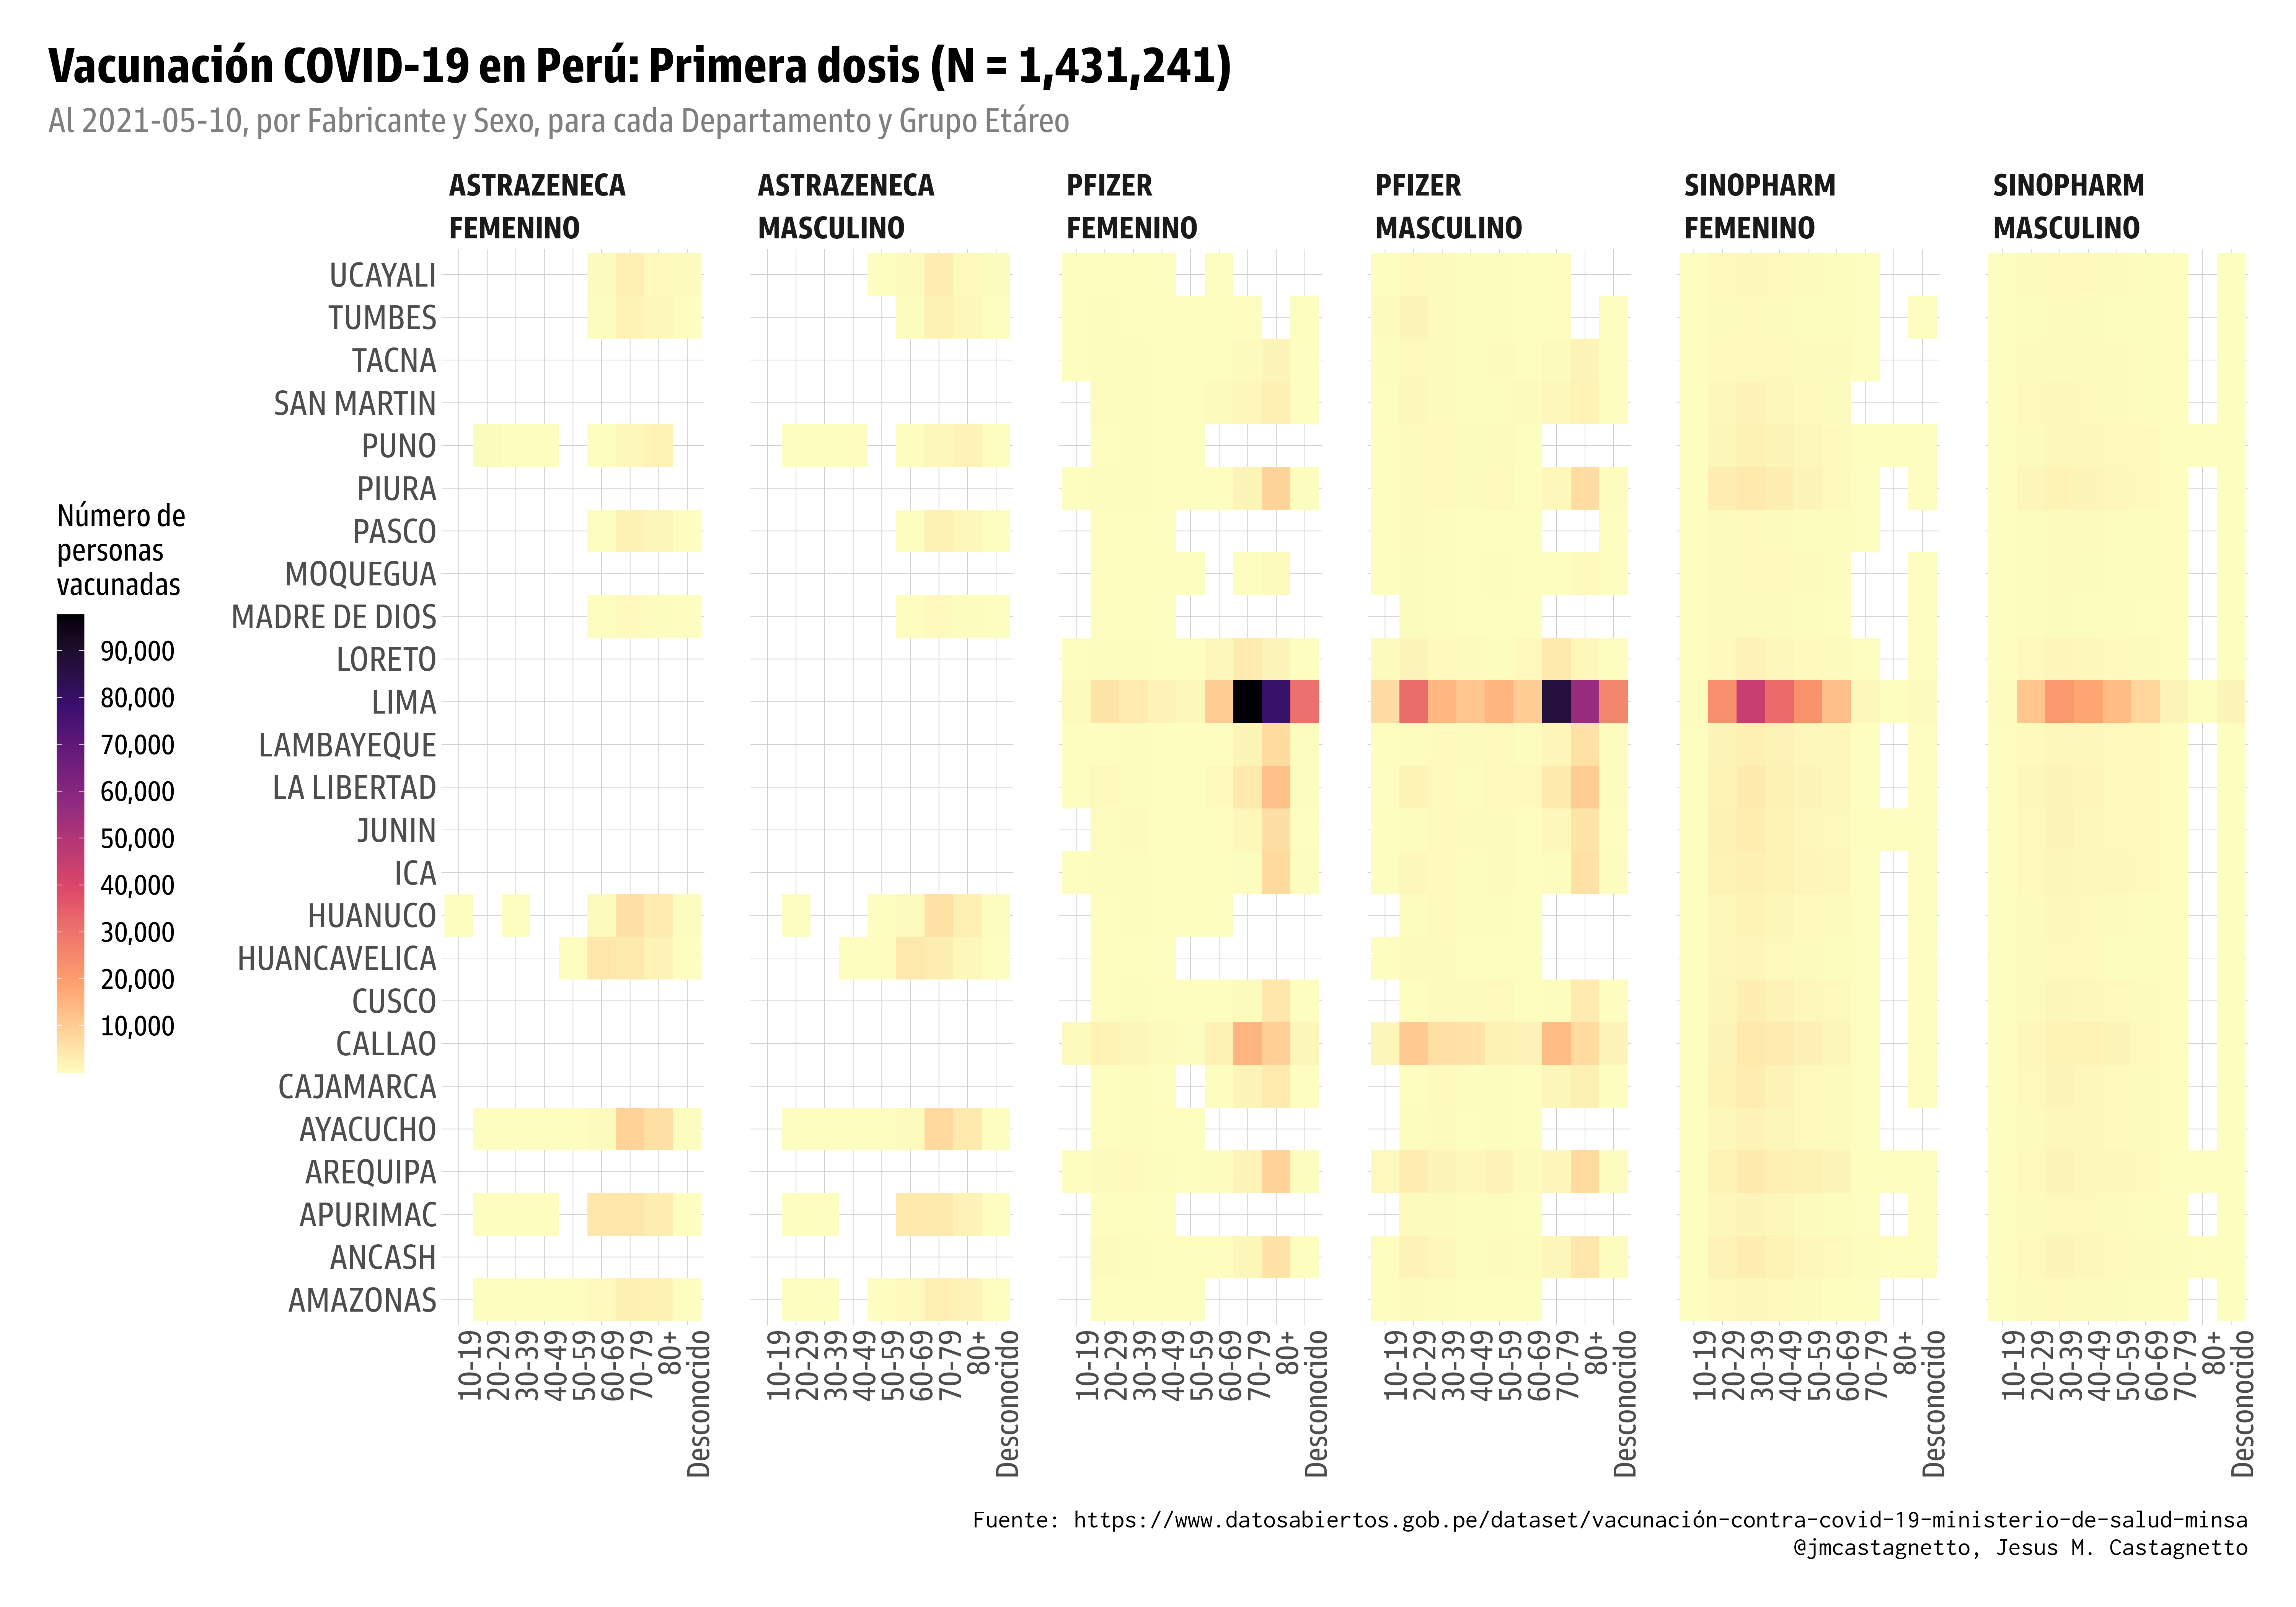 Vacunación COVID-19 en Perú: Primera dosis (N = 1,431,241)
Al 2021-05-10, por Fabricante y Sexo, para cada Departamento y Grupo Etáreo
ASTRAZENECA
FEMENINO
ASTRAZENECA
MASCULINO
PFIZER
FEMENINO
PFIZER
MASCULINO
SINOPHARM
FEMENINO
SINOPHARM
MASCULINO
Número de
personas
vacunadas
90,000
80,000
70,000
60,000
50,000
40,000
30,000
20,000
10,000
UCAYALI
TUMBES
TACNA
SAN MARTIN
PUNO
PIURA
PASCO
MOQUEGUA
MADRE DE DIOS
LORETO
LIMA
LAMBAYEQUE
LA LIBERTAD
JUNIN
ICA
HUANUCO
HUANCAVELICA
CUSCO
CALLAO
CAJAMARCA
AYACUCHO
AREQUIPA
APURIMAC
ANCASH
AMAZONAS
10-19
20-29
30-39
40-49
50-59
60-69
70-79
80+
Desconocido
10-19
20-29
30-39
40-49
50-59
60-69
70-79
80+
Desconocido
10-19
20-29
30-39
40-49
50-59
60-69
70-79
80+
Desconocido
10-19
20-29
30-39
40-49
50-59
60-69
70-79
80+
Desconocido
10-19
20-29
30-39
40-49
50-59
60-69
70-79
80+
Desconocido
10-19
20-29
30-39
40-49
50-59
60-69
70-79
80+
Desconocido
Fuente: https://www.datosabiertos.gob.pe/dataset/vacunación-contra-covid-19-ministerio-de-salud-minsa
@jmcastagnetto, Jesus M. Castagnetto